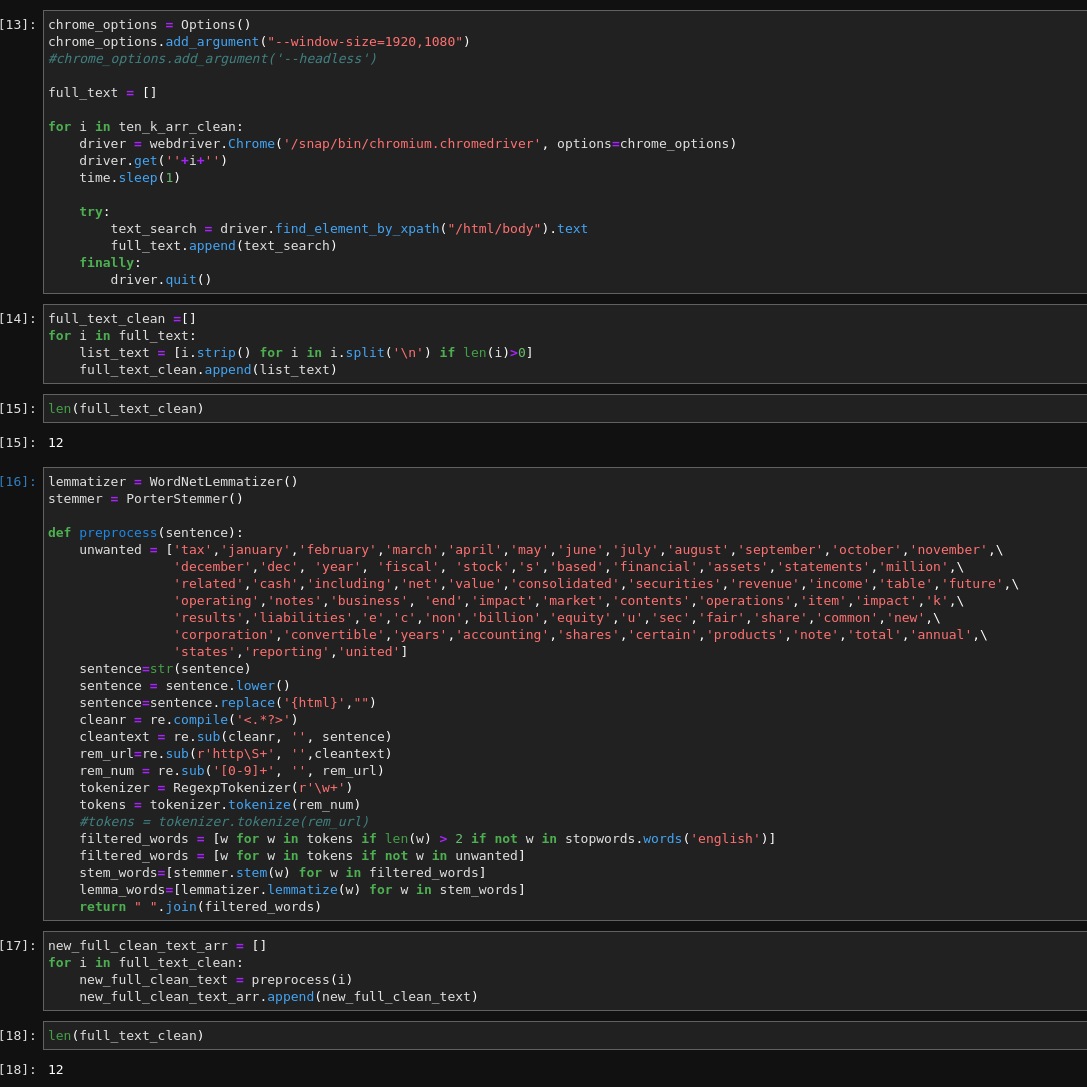 [13]: chrome_options = Options()
chrome_options.add_argument("--window-size=1920,1080")
#chrome_options.add_argument('--headless')
full_text = []
for i in ten_k_arr_clean:
    driver = webdriver.Chrome('/snap/bin/chromium.chromedriver', options=chrome_options)
    driver.get(''+i+'')
    time.sleep(1)
    try:
        text_search = driver.find_element_by_xpath("/html/body").text
        full_text.append(text_search)
    finally:
        driver.quit()
[14]: full_text_clean =[]
for i in full_text:
    list_text = [i.strip() for i in i.split('\n') if len(i)>0]
    full_text_clean.append(list_text)
[15]: len(full_text_clean)
[15]: 12
[16]: lemmatizer = WordNetLemmatizer()
stemmer = PorterStemmer()
def preprocess(sentence):
    unwanted = ['tax','january','february','march','april','may','june','july','august','september','october','november',\
                'december','dec', 'year', 'fiscal', 'stock','s','based','financial','assets','statements','million',\
                'related','cash','including','net','value','consolidated','securities','revenue','income','table','future',\
                'operating','notes','business', 'end','impact','market','contents','operations','item','impact','k',\
                'results','liabilities','e','c','non','billion','equity','u','sec','fair','share','common','new',\
                'corporation','convertible','years','accounting','shares','certain','products','note','total','annual',\
                'states','reporting','united']
    sentence=str(sentence)
    sentence = sentence.lower()
    sentence=sentence.replace('{html}',"")
    cleanr = re.compile('<.*?>')
    cleantext = re.sub(cleanr, '', sentence)
    rem_url=re.sub(r'http\S+', '',cleantext)
    rem_num = re.sub('[0-9]+', '', rem_url)
    tokenizer = RegexpTokenizer(r'\w+')
    tokens = tokenizer.tokenize(rem_num)
    #tokens = tokenizer.tokenize(rem_url)
    filtered_words = [w for w in tokens if len(w) > 2 if not w in stopwords.words('english')]
    filtered_words = [w for w in tokens if not w in unwanted]
    stem_words=[stemmer.stem(w) for w in filtered_words]
    lemma_words=[lemmatizer.lemmatize(w) for w in stem_words]
    return " ".join(filtered_words)
[17]: new_full_clean_text_arr = []
for i in full_text_clean:
    new_full_clean_text = preprocess(i)
    new_full_clean_text_arr.append(new_full_clean_text)
[18]: len(full_text_clean)
[18]: 12